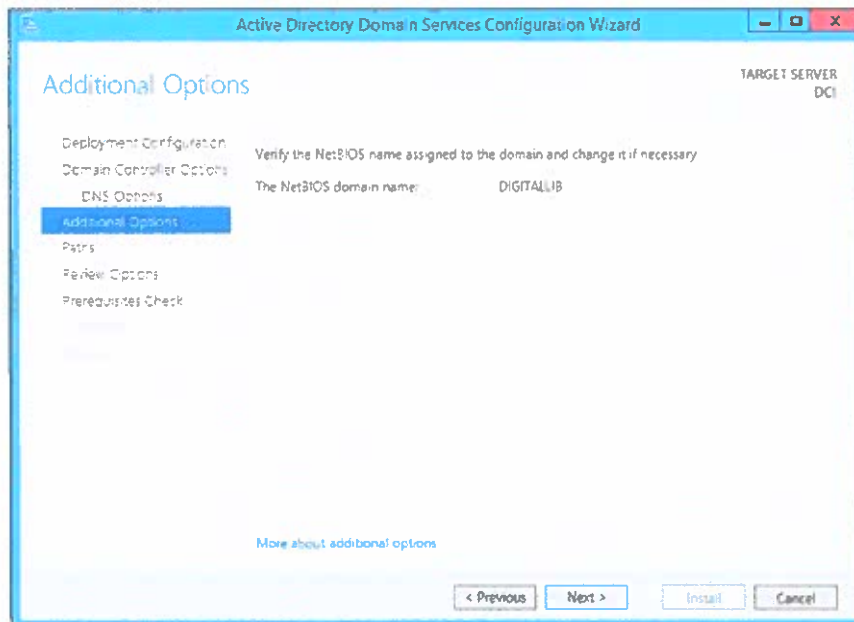 Active Directory Domain Services Configuration Wizard
Additional Options
TARGET SERVER
DC1
Deployment Configuration
Domain Controller Options
DNS Options
Additional Options
Paths
Review Options
Prerequisites Check
Verify the NetBIOS name assigned to the domain and change it if necessary
The NetBIOS domain name:
DIGITALLIB
More about additional options
< Previous
Next >
Install
Cancel